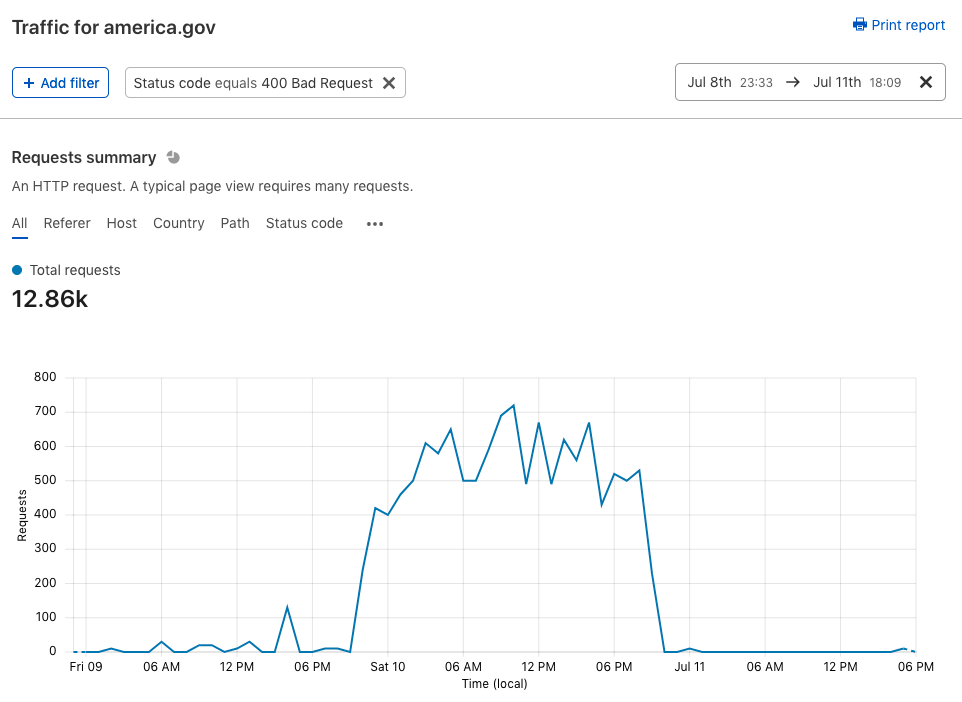 Traffic for america.gov
Print report
+ Add filter
Status code equals 400 Bad Request
Jul 8th 23:33 → Jul 11th 18:09
Requests summary
An HTTP request. A typical page view requires many requests.
All Referer Host Country Path Status code •••
Total requests
12.86k
800
700
600
500
400
300
200
100
0
Requests
Fri 09 06 AM 12 PM 06 PM Sat 10 06 AM 12 PM 06 PM Jul 11 06 AM 12 PM 06 PM
Time (local)